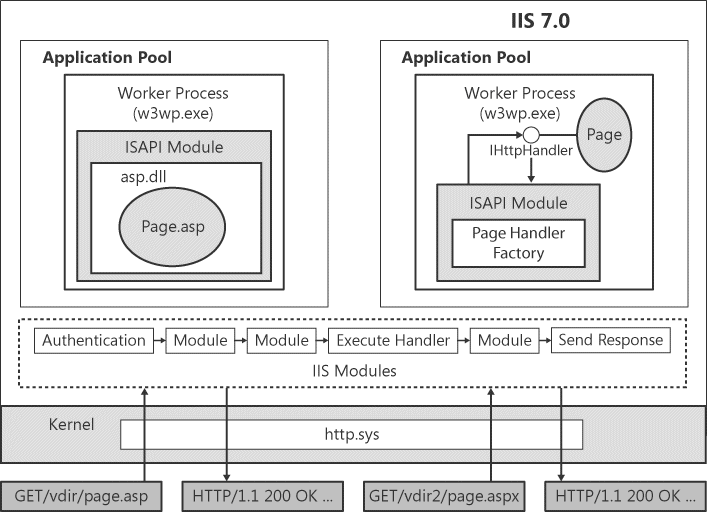 IIS 7.0
Application Pool
Worker Process
(w3wp.exe)
ISAPI Module
asp.dll
Page.asp
Application Pool
Worker Process
(w3wp.exe)
Page
IHttpHandler
ISAPI Module
Page Handler
Factory
Authentication
Module
Module
Execute Handler
Module
Send Response
IIS Modules
Kernel
http.sys
GET/vdir/page.asp
HTTP/1.1 200 OK ...
GET/vdir2/page.aspx
HTTP/1.1 200 OK ...